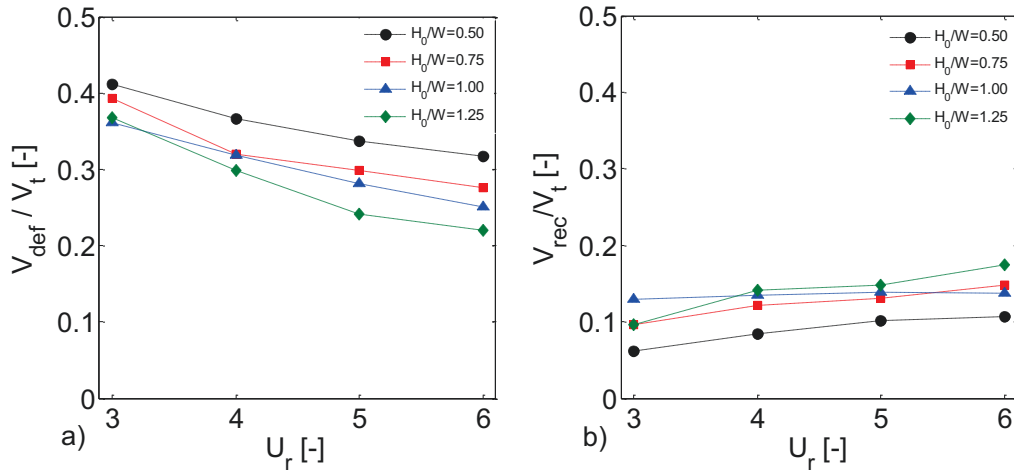 0.5
0.4
0.3
0.2
0.1
0
3
4
5
6
V_def / V_t [-]
U_r [-]
a)
H_0/W=0.50
H_0/W=0.75
H_0/W=1.00
H_0/W=1.25
0.5
0.4
0.3
0.2
0.1
0
3
4
5
6
V_rec/V_t [-]
U_r [-]
b)
H_0/W=0.50
H_0/W=0.75
H_0/W=1.00
H_0/W=1.25